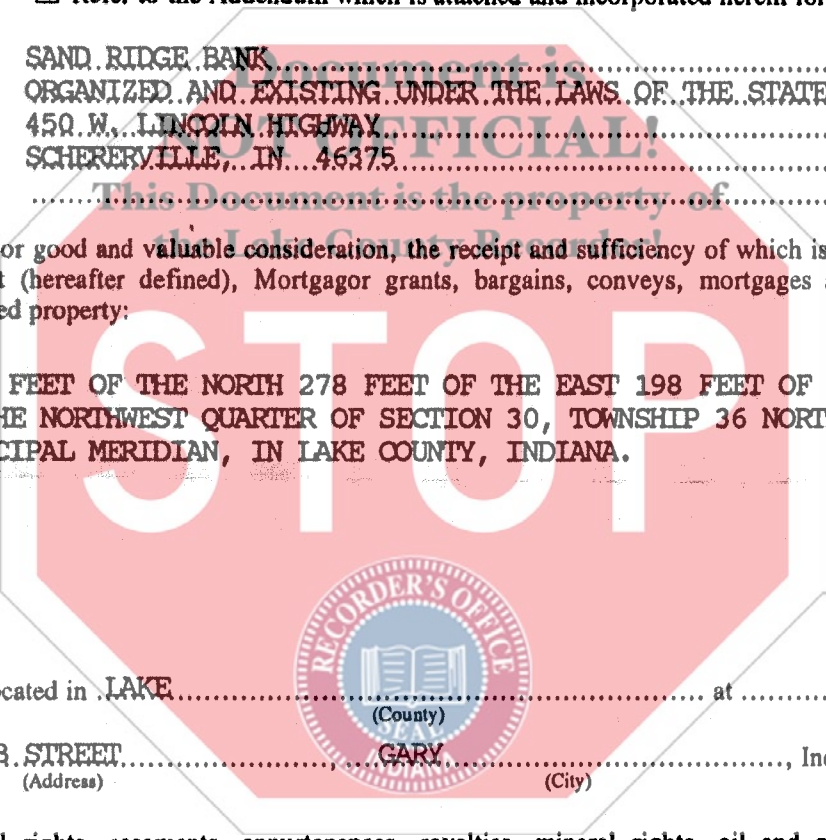 Refer to the Addendum which is attached and incorporated herein for
SAND RIDGE BANK
ORGANIZED AND EXISTING UNDER THE LAWS OF THE STATE
450 W. LINCOLN HIGHWAY
SCHERERVILLE, IN 46375
Document is
NOT OFFICIAL!
This Document is the property of
the Lake County Recorder!
or good and valuable consideration, the receipt and sufficiency of which is
t (hereafter defined), Mortgagor grants, bargains, conveys, mortgages
ed property:
FEET OF THE NORTH 278 FEET OF THE EAST 198 FEET OF
HE NORTHWEST QUARTER OF SECTION 30, TOWNSHIP 36 NORT
CIPAL MERIDIAN, IN LAKE COUNTY, INDIANA.
STOP
RECORDER'S OFFICE
SEAL
INDIANA
ocated in LAKE at
(County)
STREET, GARY, In
(Address) (City)
rights, easements, appurtenances, royalties, mineral rights, oil and